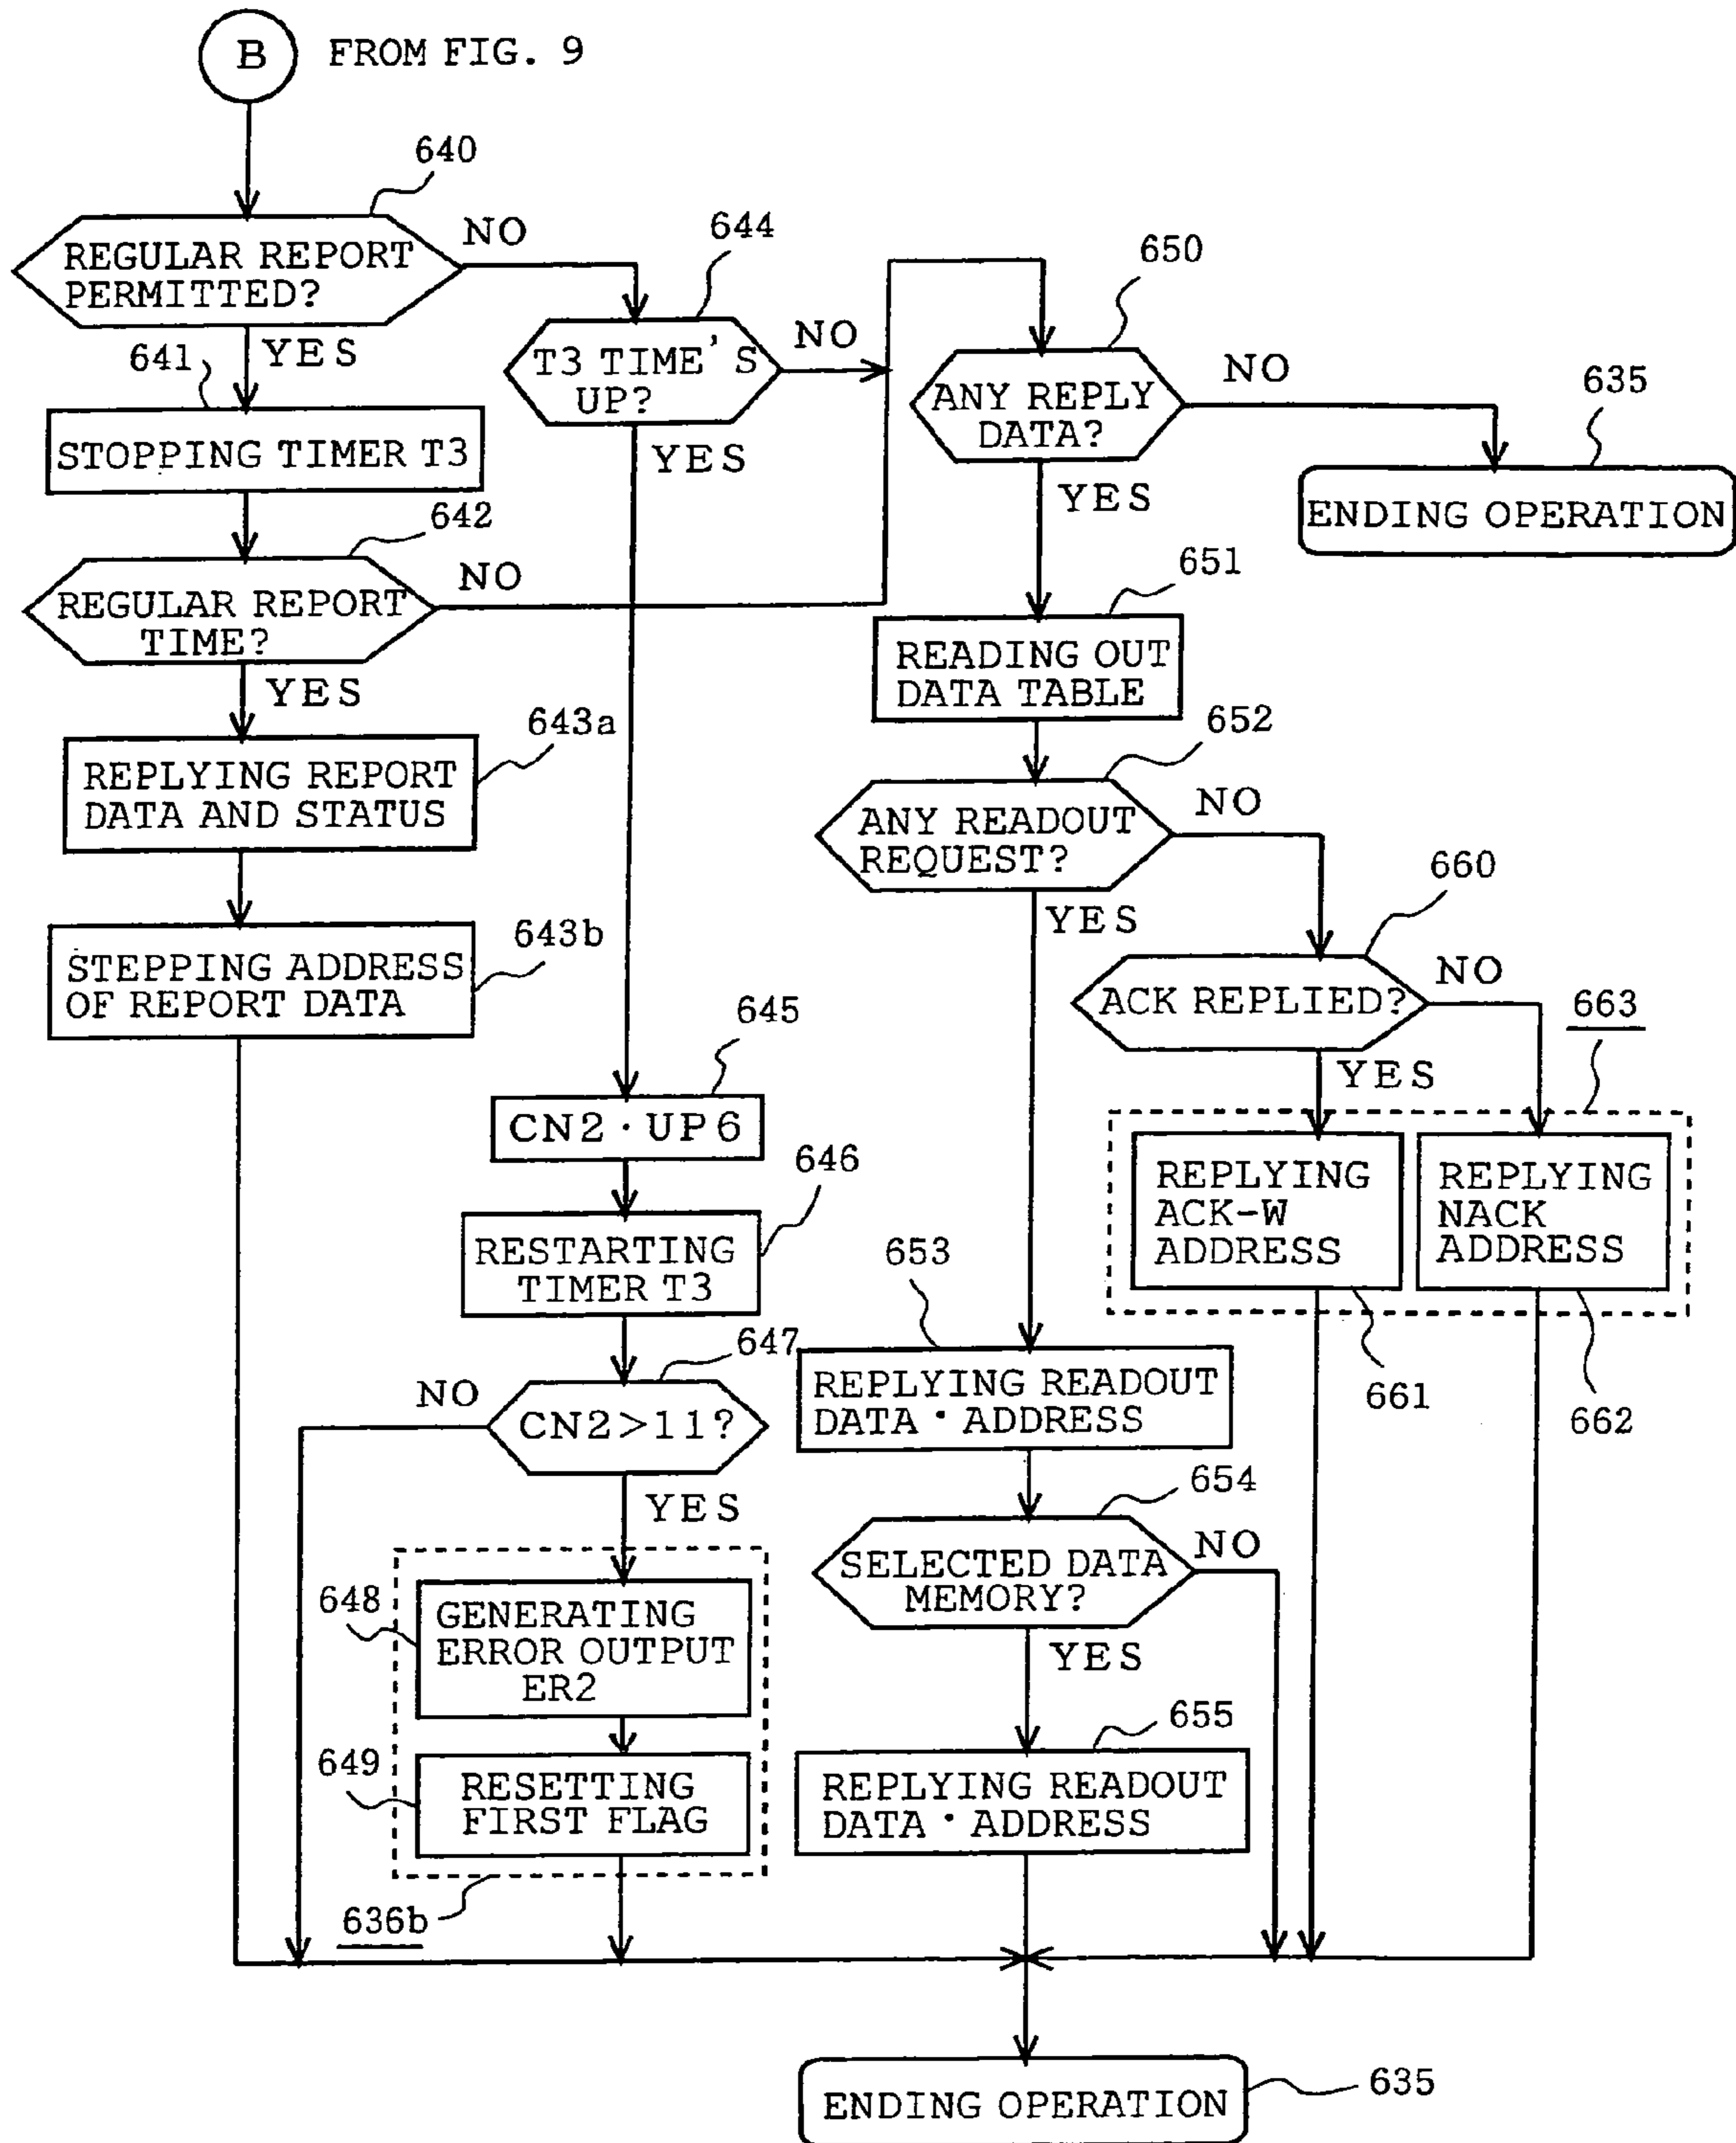 B
FROM FIG. 9
640
REGULAR REPORT
PERMITTED?
NO
YES
641
STOPPING TIMER T3
642
REGULAR REPORT
TIME?
NO
YES
643a
REPLYING REPORT
DATA AND STATUS
643b
STEPPING ADDRESS
OF REPORT DATA
644
T3 TIME'S
UP?
NO
YES
645
CN2・UP6
646
RESTARTING
TIMER T3
647
NO
CN2>11?
YES
648
GENERATING
ERROR OUTPUT
ER2
649
RESETTING
FIRST FLAG
636b
650
ANY REPLY
DATA?
NO
YES
635
ENDING OPERATION
651
READING OUT
DATA TABLE
652
ANY READOUT
REQUEST?
NO
YES
660
ACK REPLIED?
NO
YES
663
REPLYING
ACK-W
ADDRESS
661
REPLYING
NACK
ADDRESS
662
653
REPLYING READOUT
DATA・ADDRESS
654
SELECTED DATA
MEMORY?
NO
YES
655
REPLYING READOUT
DATA・ADDRESS
ENDING OPERATION
635